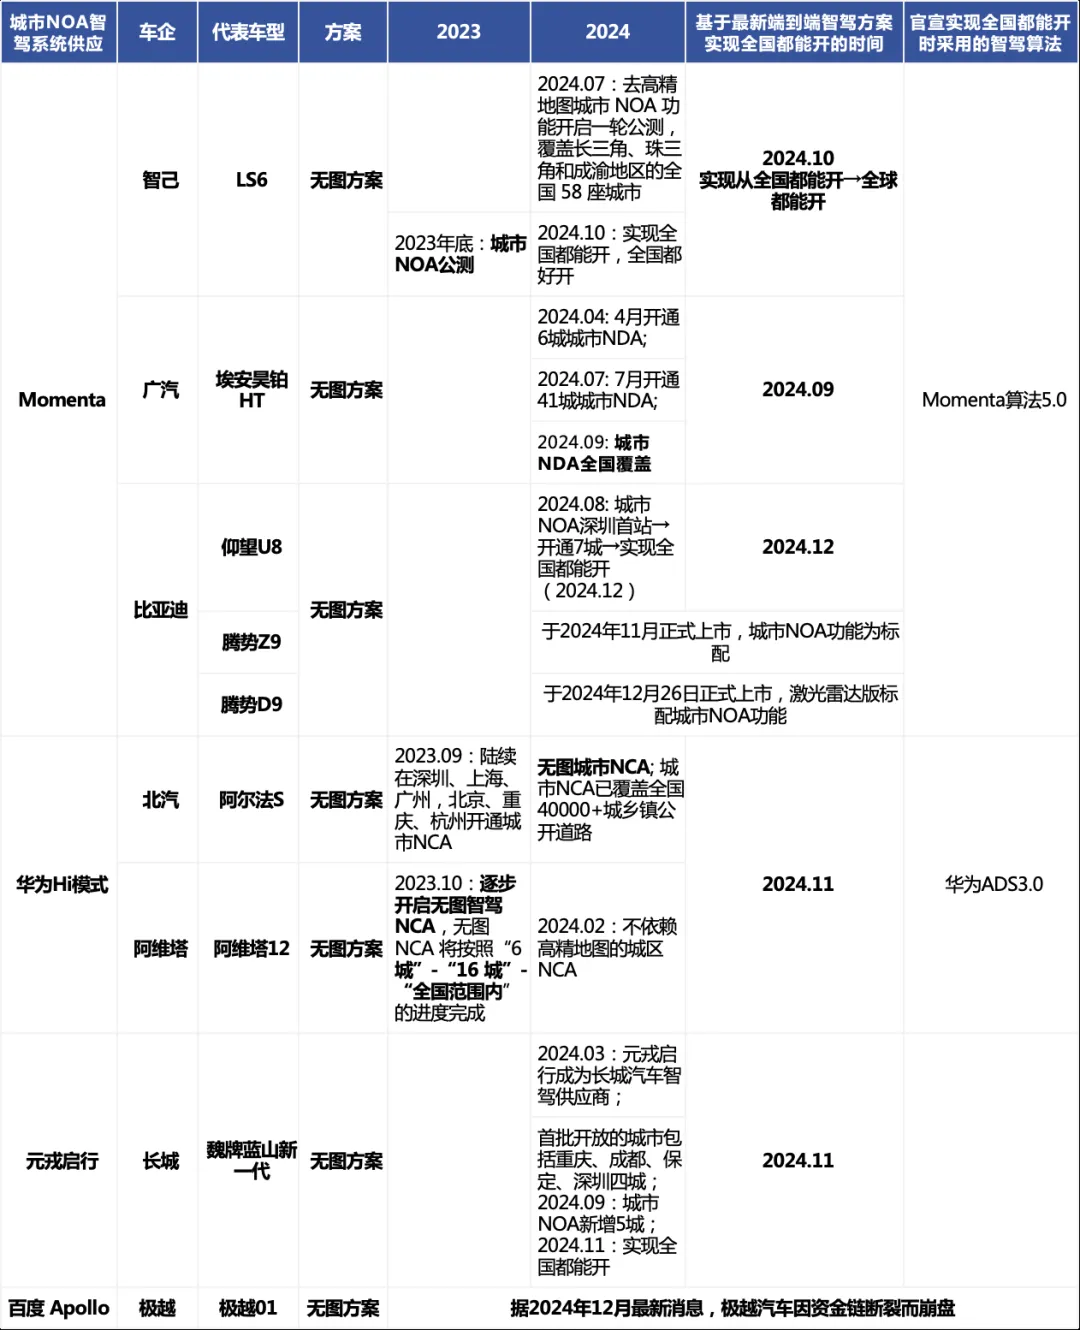 城市NOA智
驾系统供应
车企
代表车型
方案
2023
2024
基于最新端到端智驾方案
实现全国都能开的时间
官宣实现全国都能开
时采用的智驾算法
Momenta
智己
LS6
无图方案
2023年底：城市
NOA公测
2024.07：去高精
地图城市 NOA 功
能开启一轮公测，
覆盖长三角、珠三
角和成渝地区的全
国 58 座城市
2024.10：实现全
国都能开，全国都
好开
2024.10
实现从全国都能开→全球
都能开
Momenta算法5.0
广汽
埃安昊铂
HT
无图方案
2024.04: 4月开通
6城城市NDA;
2024.07: 7月开通
41城城市NDA;
2024.09: 城市
NDA全国覆盖
2024.09
比亚迪
仰望U8
无图方案
2024.08: 城市
NOA深圳首站→
开通7城→实现全
国都能开
（2024.12）
2024.12
腾势Z9
于2024年11月正式上市，城市NOA功能为标
配
腾势D9
于2024年12月26日正式上市，激光雷达版标
配城市NOA功能
华为Hi模式
北汽
阿尔法S
无图方案
2023.09：陆续
在深圳、上海、
广州，北京、重
庆、杭州开通城
市NCA
无图城市NCA; 城
市NCA已覆盖全国
40000+城乡镇公
开道路
2024.11
华为ADS3.0
阿维塔
阿维塔12
无图方案
2023.10：逐步
开启无图智驾
NCA，无图
NCA 将按照“6
城”-“16 城”-
“全国范围内”
的进度完成
2024.02：不依赖
高精地图的城区
NCA
元戎启行
长城
魏牌蓝山新
一代
无图方案
2024.03：元戎启
行成为长城汽车智
驾供应商；
首批开放的城市包
括重庆、成都、保
定、深圳四城；
2024.09：城市
NOA新增5城；
2024.11：实现全
国都能开
2024.11
百度 Apollo
极越
极越01
无图方案
据2024年12月最新消息，极越汽车因资金链断裂而崩盘